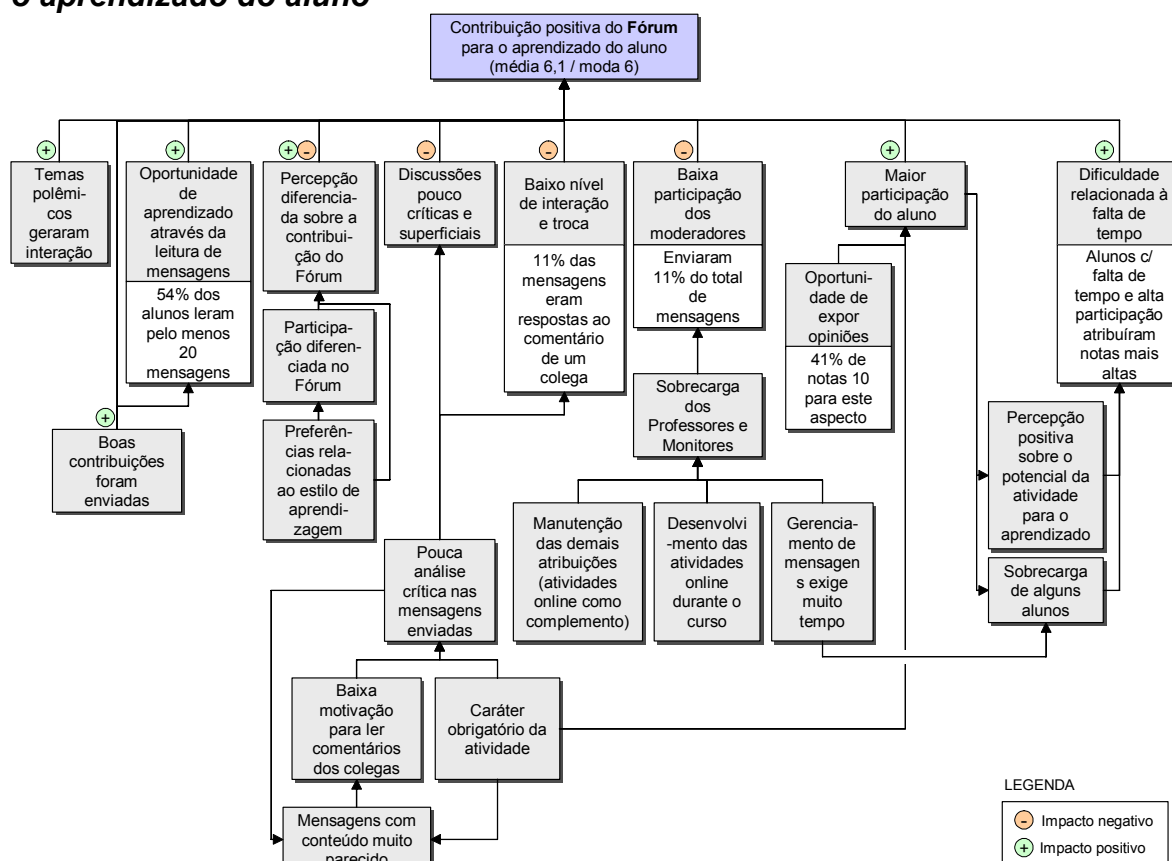 o aprendizado do aluno
Contribuição positiva do Fórum
para o aprendizado do aluno
(média 6,1 / moda 6)
+
+
+
-
-
-
-
+
+
Temas
polêmi-
cos
geraram
interação
Oportunidade
de
aprendizado
através da
leitura de
mensagens
54% dos
alunos leram
pelo menos
20
mensagens
Percepção
diferencia-
da sobre a
contribui-
ção do
Fórum
Discussões
pouco
críticas e
superficiais
Baixo nível
de interação
e troca
11% das
mensagens
eram
respostas ao
comentário
de um
colega
Baixa
participação
dos
moderadores
Enviaram
11% do total
de
mensagens
Maior
participação
do aluno
Dificuldade
relacionada à
falta de
tempo
Alunos c/
falta de
tempo e alta
participação
atribuíram
notas mais
altas
Oportuni-
dade de
expor
opiniões
41% de
notas 10
para este
aspecto
Participa-
ção diferen-
ciada no
Fórum
Sobrecarga
dos
Professores e
Monitores
+
Boas
contribuições
foram
enviadas
Preferên-
cias rela-
cionadas
ao estilo de
aprendi-
zagem
Percepção
positiva
sobre o
potencial da
atividade
para o
aprendizado
Manutenção
das demais
atribuições
(atividades
online como
complemento)
Desenvolvi
-mento das
atividades
online
durante o
curso
Gerencia-
mento de
mensagen
s exige
muito
tempo
Pouca
análise
crítica nas
mensagens
enviadas
Sobrecarga
de alguns
alunos
Baixa
motivação
para ler
comentários
dos colegas
Caráter
obrigatório da
atividade
Mensagens com
conteúdo muito
parecido
LEGENDA
- Impacto negativo
+ Impacto positivo